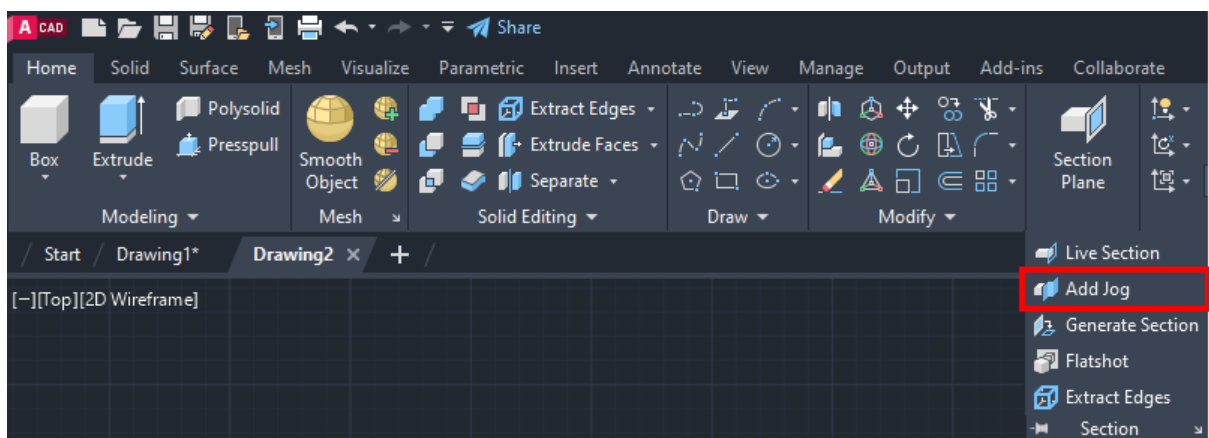 A CAD Share
Home Solid Surface Mesh Visualize Parametric Insert Annotate View Manage Output Add-ins Collaborate
Polysolid Extract Edges
Presspull Extrude Faces
Box Extrude Smooth Object Separate Section Plane
Modeling Mesh Solid Editing Draw Modify
Start Drawing1* Drawing2
[−][Top][2D Wireframe]
Live Section
Add Jog
Generate Section
Flatshot
Extract Edges
Section